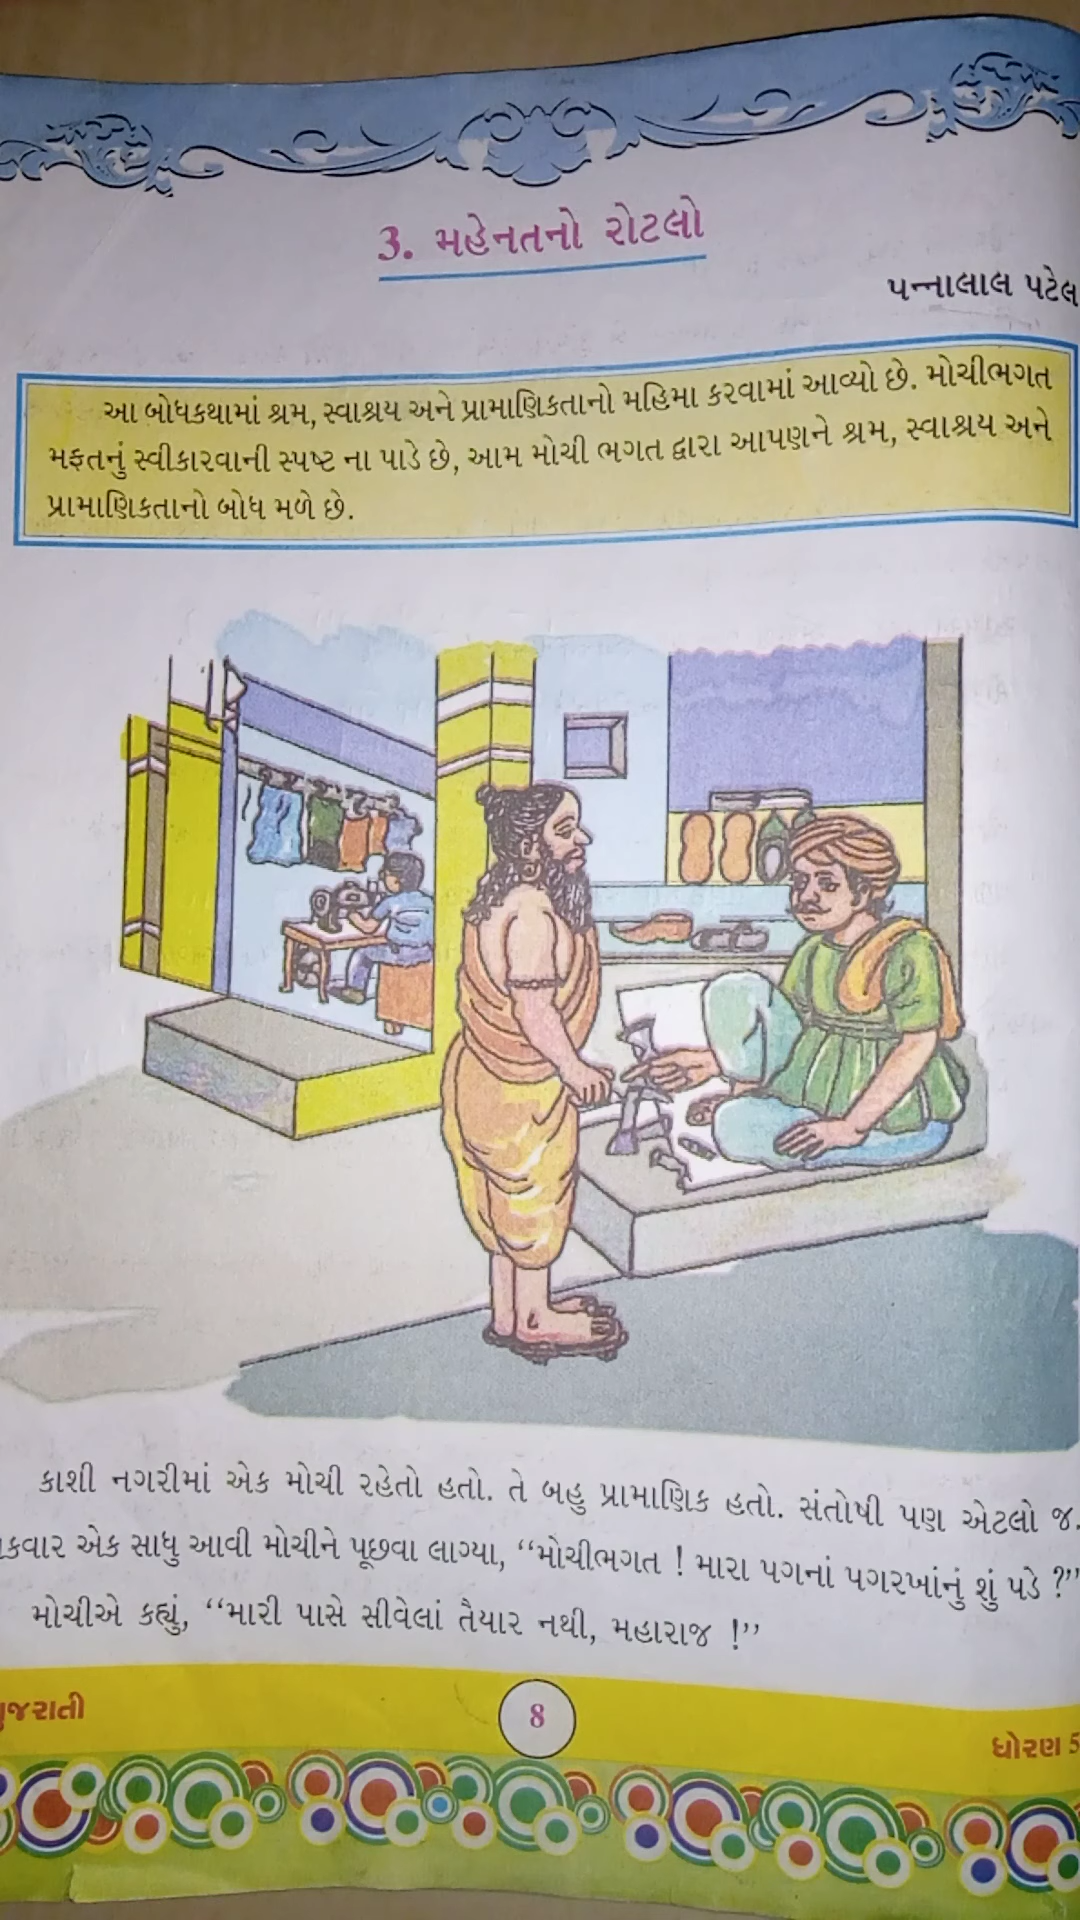 3. મહેનતનો રોટલો
પન્નાલાલ પટેલ
આ બોધકથામાં શ્રમ, સ્વાશ્રય અને પ્રામાણિકતાનો મહિમા કરવામાં આવ્યો છે. મોચીભગત
મફતનું સ્વીકારવાની સ્પષ્ટ ના પાડે છે, આમ મોચી ભગત દ્વારા આપણને શ્રમ, સ્વાશ્રય અને
પ્રામાણિકતાનો બોધ મળે છે.
કાશી નગરીમાં એક મોચી રહેતો હતો. તે બહુ પ્રામાણિક હતો. સંતોષી પણ એટલો જ.
કવાર એક સાધુ આવી મોચીને પૂછવા લાગ્યા, “મોચીભગત ! મારા પગનાં પગરખાંનું શું પડે ?”
મોચીએ કહ્યું, “મારી પાસે સીવેલાં તૈયાર નથી, મહારાજ !”
જરાતી
8
ધોરણ 5